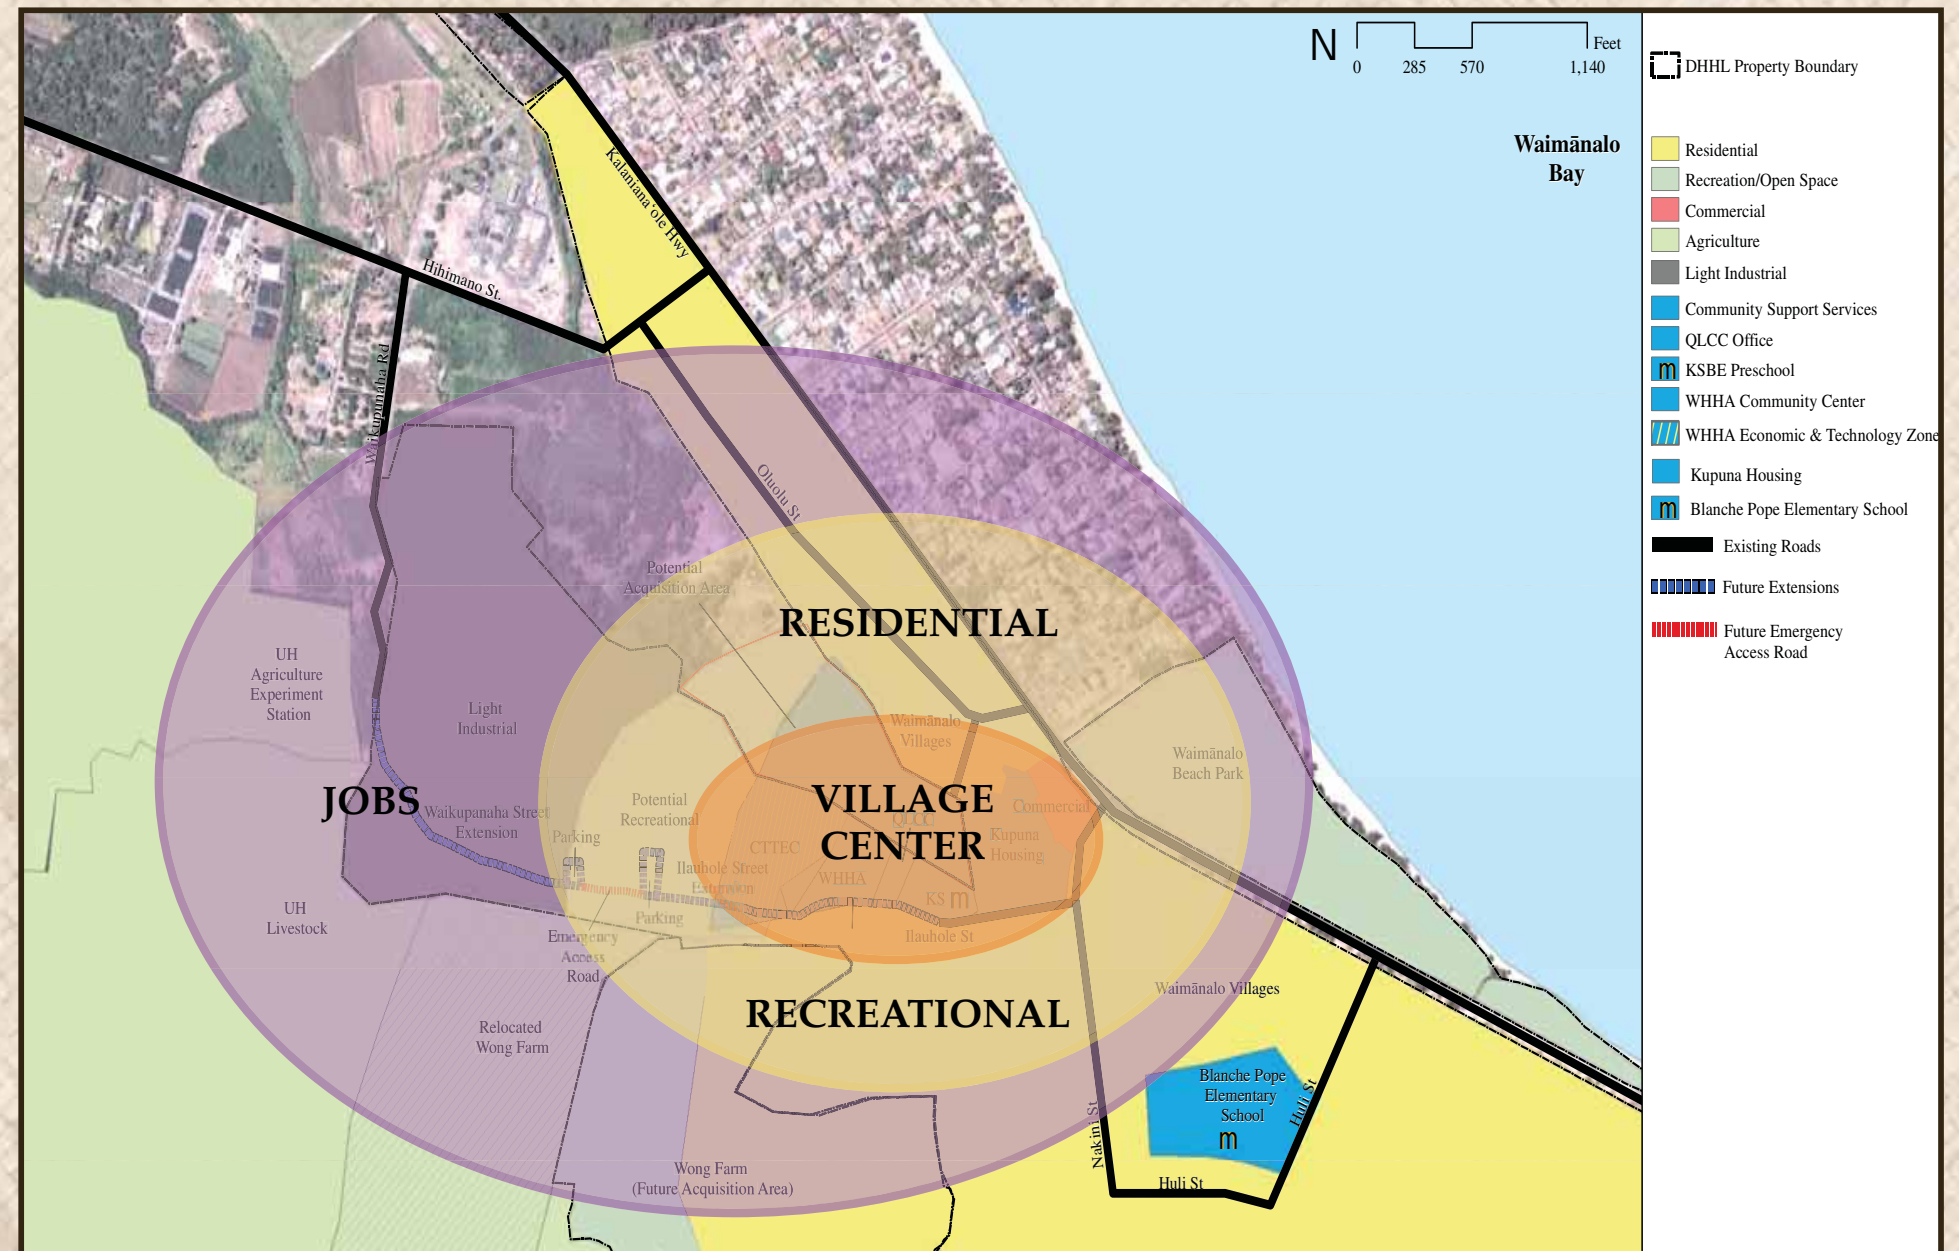 N
Feet
0 285 570 1,140
Waimānalo
Bay
Kalaniana'ole Hwy
Hihimano St.
Waikupanaha Rd
Oluolu St
Potential
Acquisition Area
RESIDENTIAL
UH
Agriculture
Experiment
Station
Light
Industrial
Waimānalo
Villages
Waimānalo
Beach Park
JOBS
Waikupanaha Street
Extension
Potential
Recreational
Parking
VILLAGE
CENTER
Commercial
QLCC
Kupuna
Housing
CTTEC
Ilauhole Street
Extension
WHHA
KS m
Parking
Ilauhole St
UH
Livestock
Emergency
Access
Road
RECREATIONAL
Waimānalo Villages
Relocated
Wong Farm
Blanche Pope
Elementary
School
m
Huli St
Nakini St
Huli St
Wong Farm
(Future Acquisition Area)
DHHL Property Boundary
Residential
Recreation/Open Space
Commercial
Agriculture
Light Industrial
Community Support Services
QLCC Office
m KSBE Preschool
WHHA Community Center
WHHA Economic & Technology Zone
Kupuna Housing
m Blanche Pope Elementary School
Existing Roads
Future Extensions
Future Emergency
Access Road